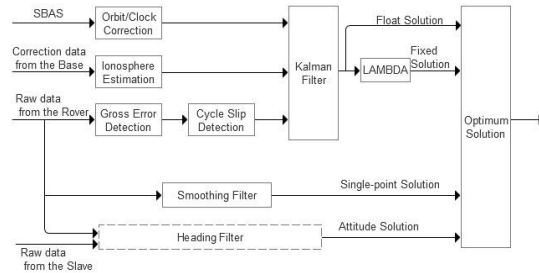 SBAS
Orbit/Clock
Correction
Correction data
from the Base
Ionosphere
Estimation
Raw data
from the Rover
Gross Error
Detection
Cycle Slip
Detection
Kalman
Filter
Float Solution
LAMBDA
Fixed
Solution
Optimum
Solution
Smoothing Filter
Single-point Solution
Heading Filter
Attitude Solution
Raw data
from the Slave